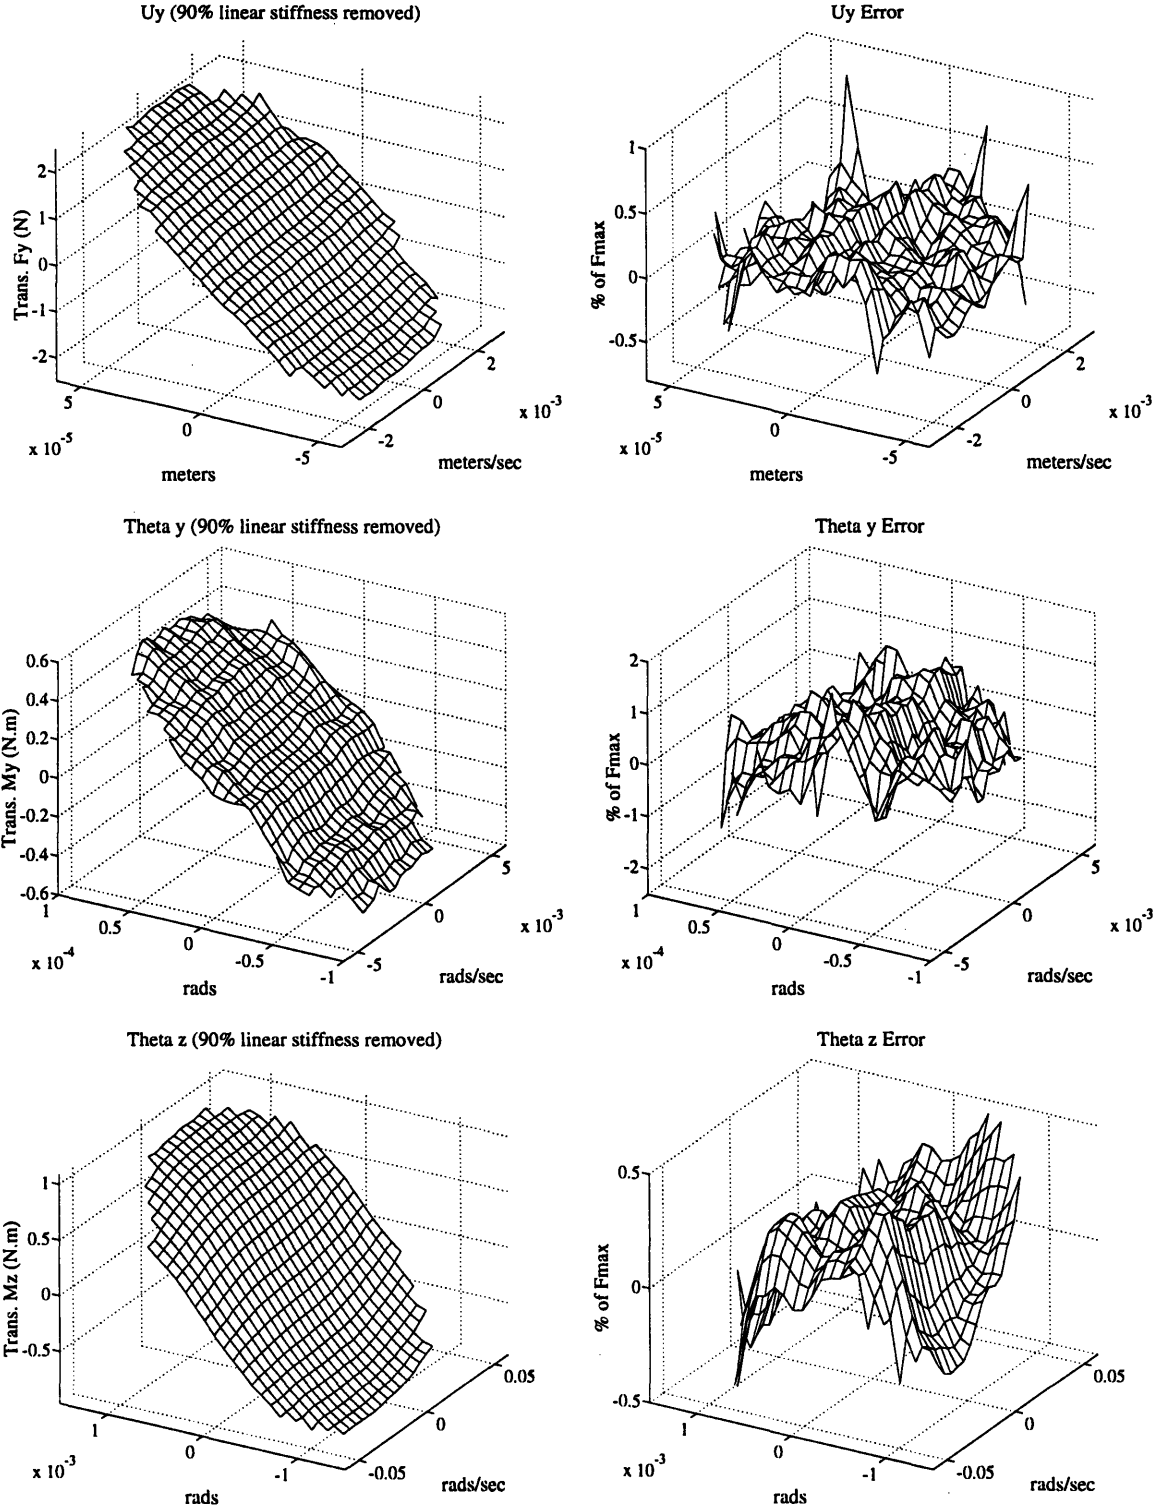 Uy (90% linear stiffness removed)
Trans. Fy (N)
2
1
0
-1
-2
5
0
-5
x 10-5
meters
-2
0
2
x 10-3
meters/sec
Uy Error
% of Fmax
1
0.5
0
-0.5
5
0
-5
x 10-5
meters
-2
0
2
x 10-3
meters/sec
Theta y (90% linear stiffness removed)
Trans. My (N.m)
0.6
0.4
0.2
0
-0.2
-0.4
-0.6
1
0.5
0
-0.5
-1
x 10-4
rads
-5
0
5
x 10-3
rads/sec
Theta y Error
% of Fmax
2
1
0
-1
-2
1
0.5
0
-0.5
-1
x 10-4
rads
-5
0
5
x 10-3
rads/sec
Theta z (90% linear stiffness removed)
Trans. Mz (N.m)
1
0.5
0
-0.5
1
0
-1
x 10-3
rads
-0.05
0
0.05
rads/sec
Theta z Error
% of Fmax
0.5
0
-0.5
1
0
-1
x 10-3
rads
-0.05
0
0.05
rads/sec